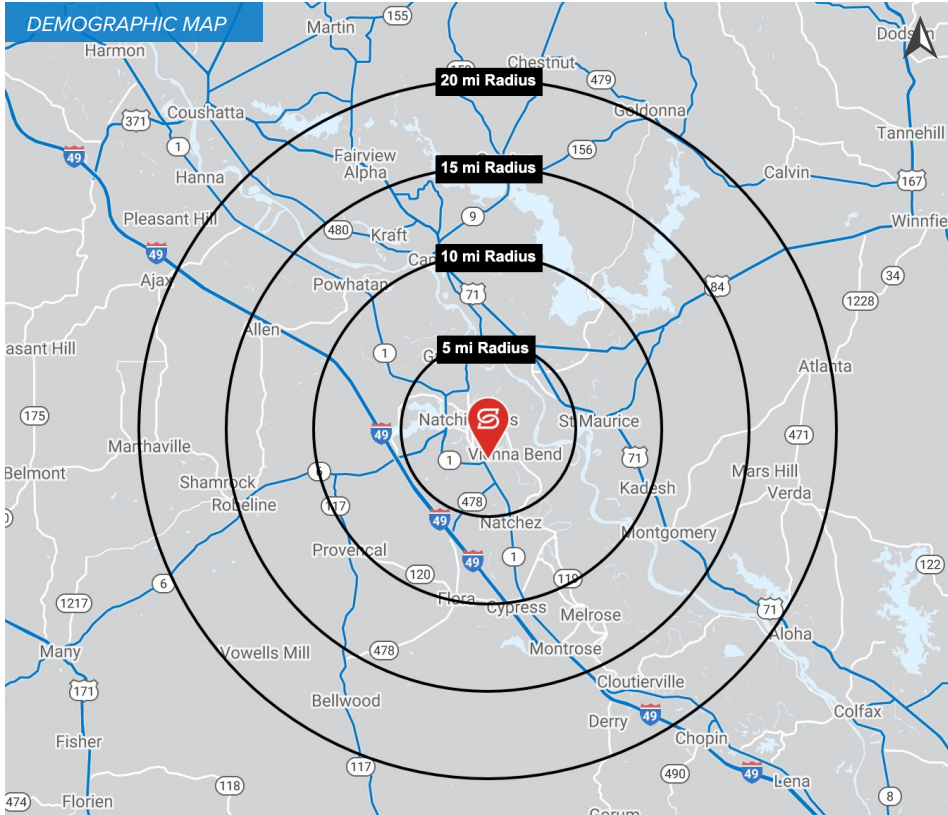 DEMOGRAPHIC MAP
155
Martin
Harmon
Chestnut
479
20 mi Radius
Goldonna
Coushatta
371
Tannehill
49
1
Fairview
Alpha
156
15 mi Radius
Hanna
Calvin
167
Pleasant Hill
9
480
Kraft
49
10 mi Radius
Ajax
Powhatan
71
84
34
1228
Allen
5 mi Radius
1
asant Hill
Atlanta
175
St Maurice
49
471
Marthaville
Vienna Bend
1
71
Belmont
Mars Hill
Shamrock
Kadesh
Verda
Robeline
117
478
49
Natchez
Montgomery
Provencal
1
49
122
120
6
1217
Flora
Cypress
71
Melrose
Aloha
Many
Vowells Mill
478
Montrose
171
Cloutierville
Bellwood
49
Derry
Colfax
Fisher
Chopin
117
490
49
Lena
474
Florien
118
8